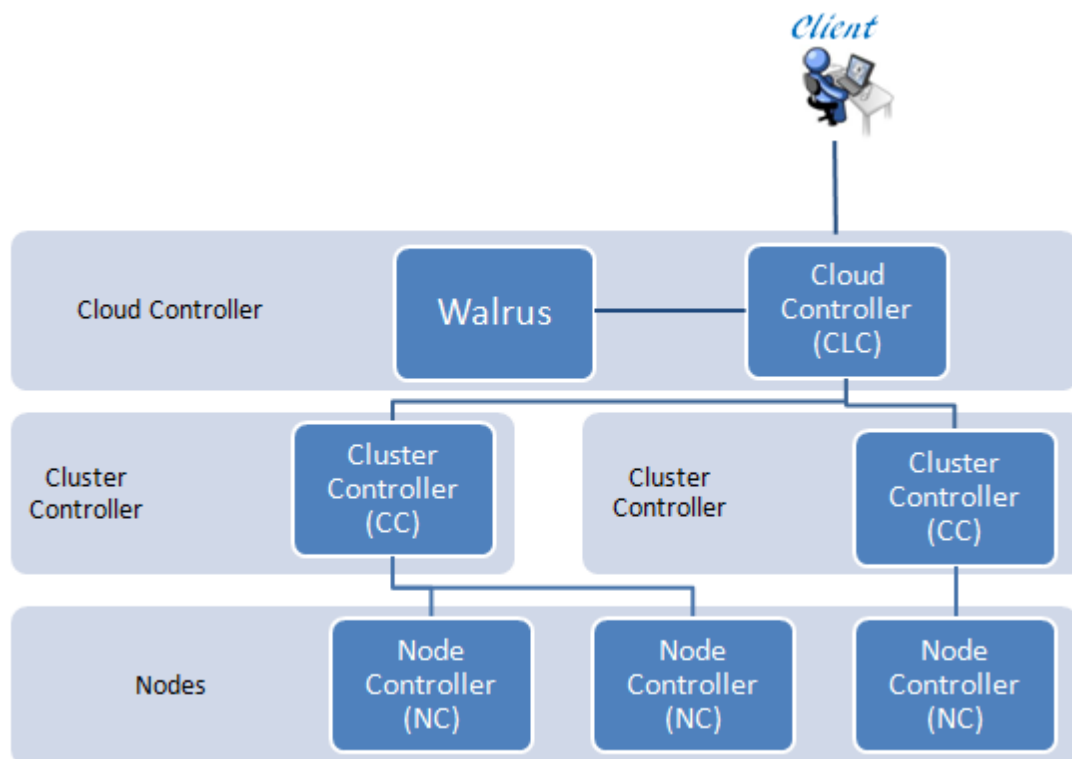 Client
Cloud Controller
Walrus
Cloud
Controller
(CLC)
Cluster
Controller
Cluster
Controller
(CC)
Cluster
Controller
Cluster
Controller
(CC)
Nodes
Node
Controller
(NC)
Node
Controller
(NC)
Node
Controller
(NC)